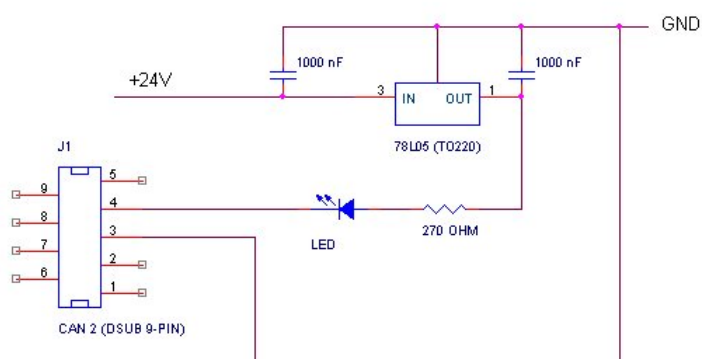 GND
1000 nF
1000 nF
+24V
3 IN OUT 1
78L05 (TO220)
J1
5
9
4
8
3
7
2
6
1
LED
270 OHM
CAN 2 (DSUB 9-PIN)